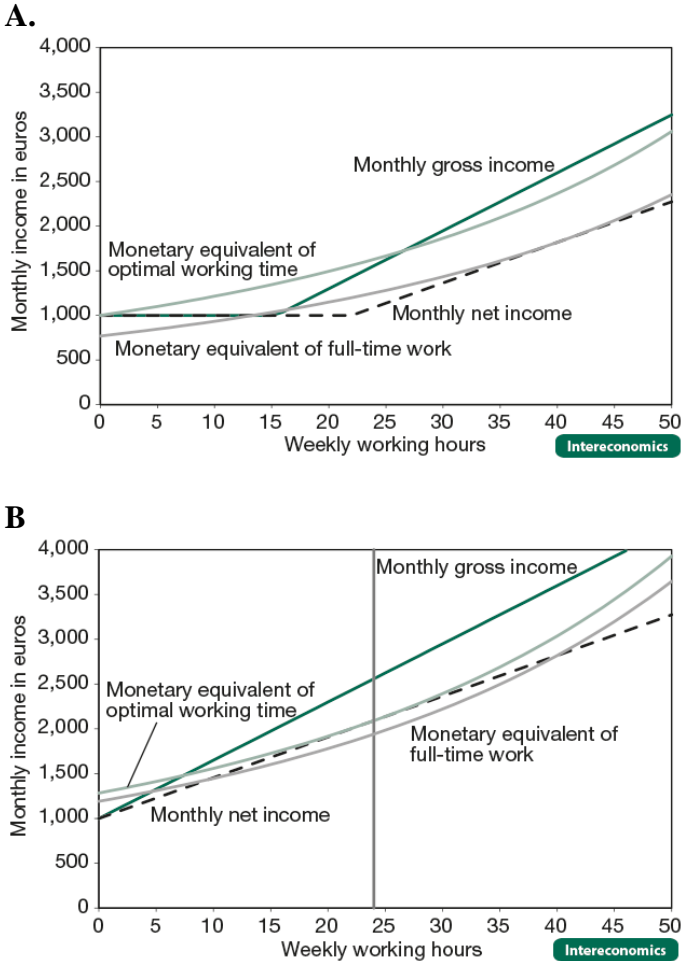 A.
Monthly income in euros
4,000
3,500
3,000
2,500
2,000
1,500
1,000
500
0
Monthly gross income
Monetary equivalent of
optimal working time
Monthly net income
Monetary equivalent of full-time work
0 5 10 15 20 25 30 35 40 45 50
Weekly working hours
Intereconomics
B
Monthly income in euros
4,000
3,500
3,000
2,500
2,000
1,500
1,000
500
0
Monthly gross income
Monetary equivalent of
optimal working time
Monetary equivalent of
full-time work
Monthly net income
0 5 10 15 20 25 30 35 40 45 50
Weekly working hours
Intereconomics